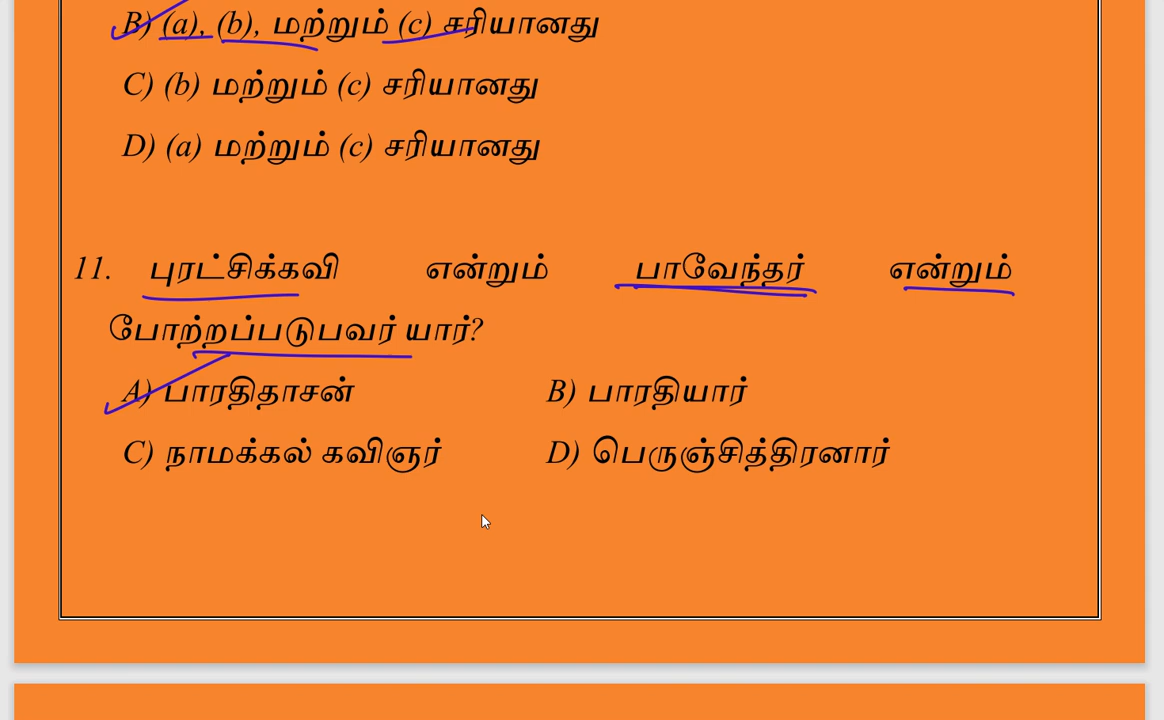 B) (a), (b), மற்றும் (c) சரியானது
C) (b) மற்றும் (c) சரியானது
D) (a) மற்றும் (c) சரியானது
11. புரட்சிக்கவி என்றும் பாவேந்தர் என்றும்
போற்றப்படுபவர் யார்?
A) பாரதிதாசன் B) பாரதியார்
C) நாமக்கல் கவிஞர் D) பெருஞ்சித்திரனார்